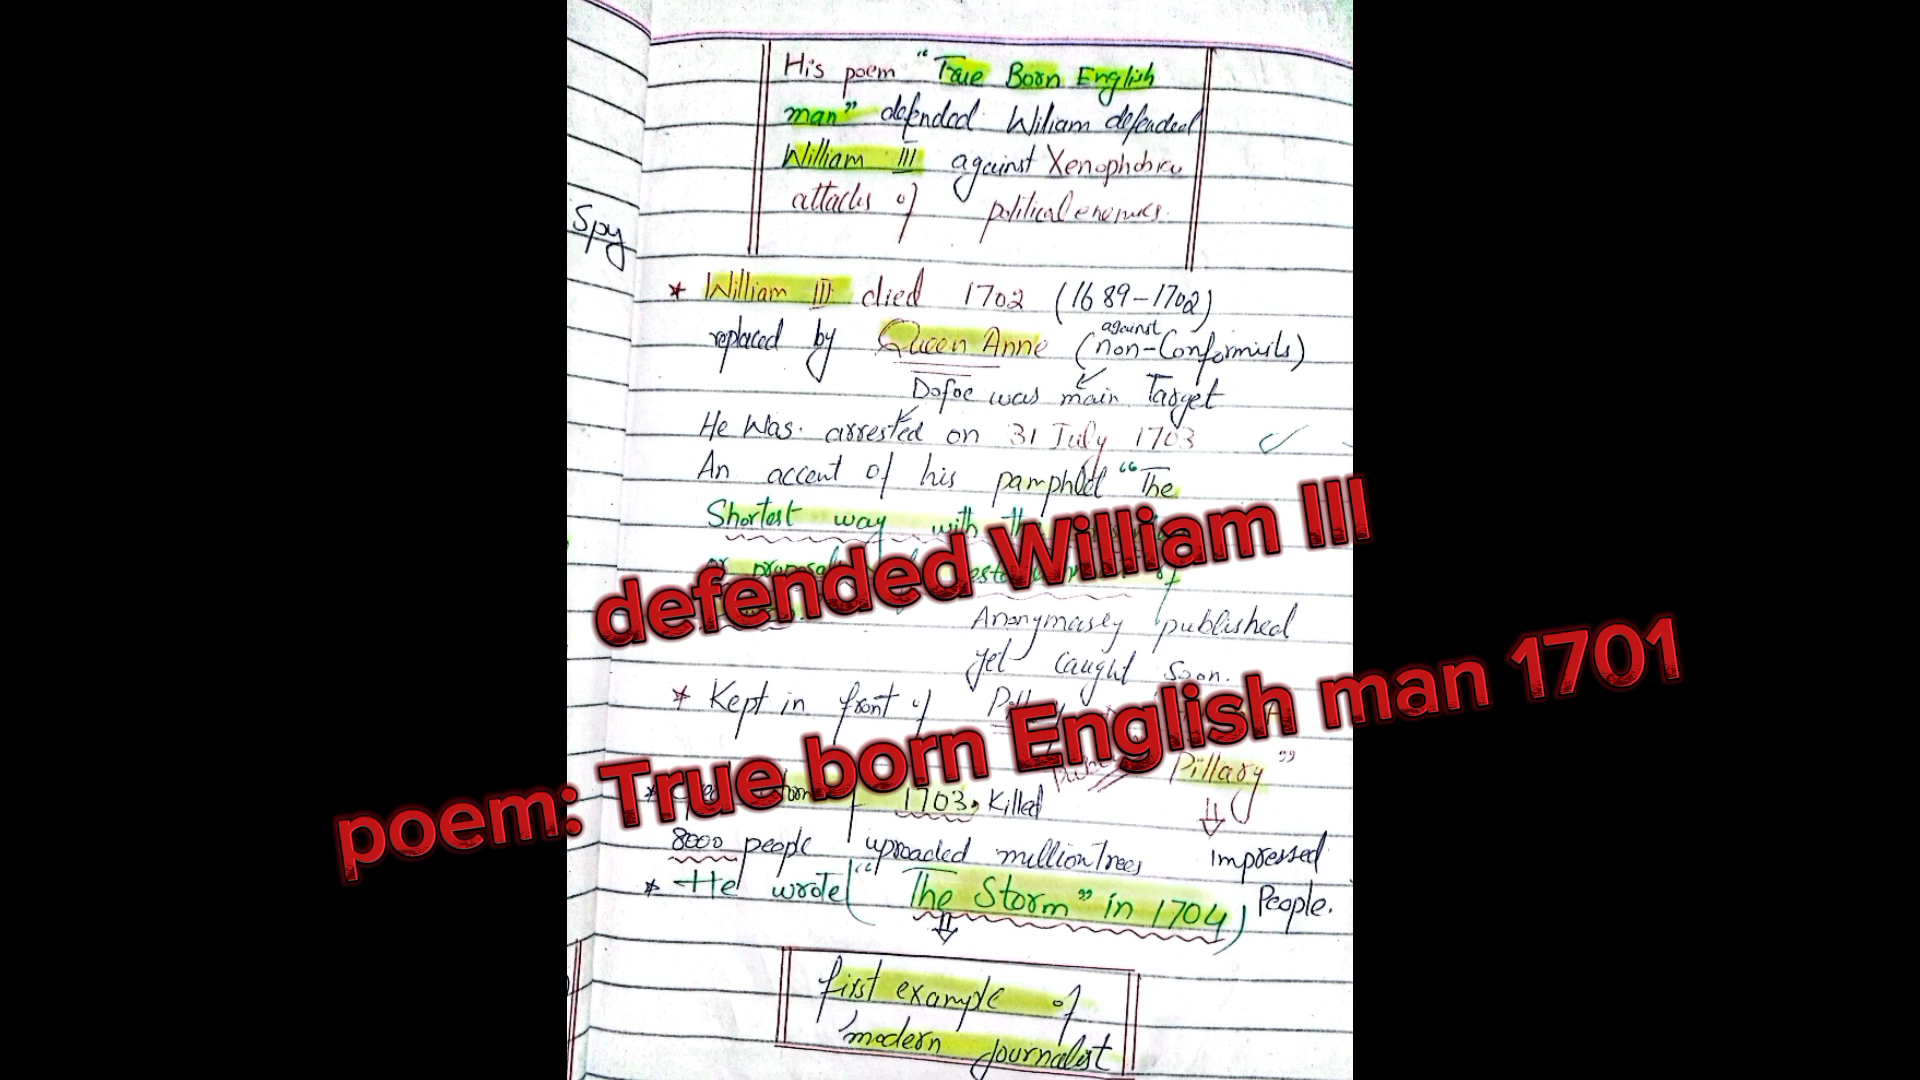 His poem "True Born English
man" defended Wiliam defended
William III against Xenophobic
attacks of political enemies.
Spy
* William III died 1702 (1689-1702)
against
replaced by Queen Anne (non-Conformists)
Dofoe was main Target
He Was. arrested on 31 July 1703
An accent of his pamphlet "The
Shortest way with
defended William III
Anonymasly published
yet caught Soon.
* Kept in front of
poem: True born English man 1701
Pillary"
1703, Killed
8000 people uproaded million Trees Impressed
* He wrote ("The Storm" in 1704) People.
first example of
modern journalist